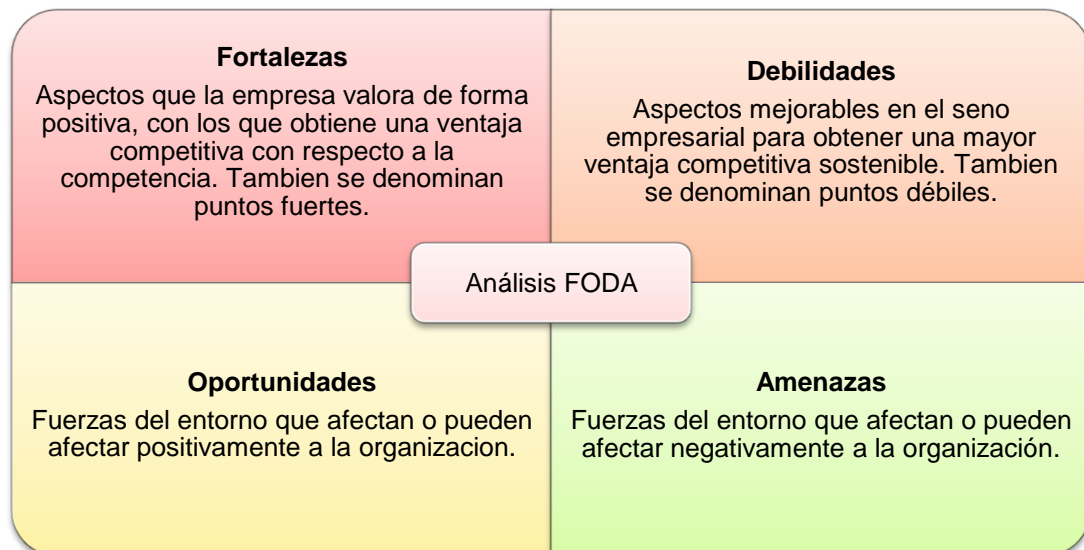 Fortalezas
Aspectos que la empresa valora de forma
positiva, con los que obtiene una ventaja
competitiva con respecto a la
competencia. Tambien se denominan
puntos fuertes.
Debilidades
Aspectos mejorables en el seno
empresarial para obtener una mayor
ventaja competitiva sostenible. Tambien
se denominan puntos débiles.
Análisis FODA
Oportunidades
Fuerzas del entorno que afectan o pueden
afectar positivamente a la organizacion.
Amenazas
Fuerzas del entorno que afectan o pueden
afectar negativamente a la organización.